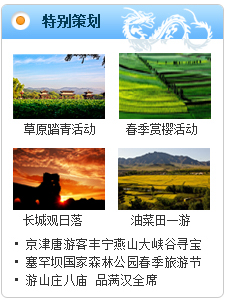 特别策划
草原踏青活动
春季赏樱活动
长城观日落
油菜田一游
京津唐游客丰宁燕山大峡谷寻宝
塞罕坝国家森林公园春季旅游节
游山庄八庙 品满汉全席